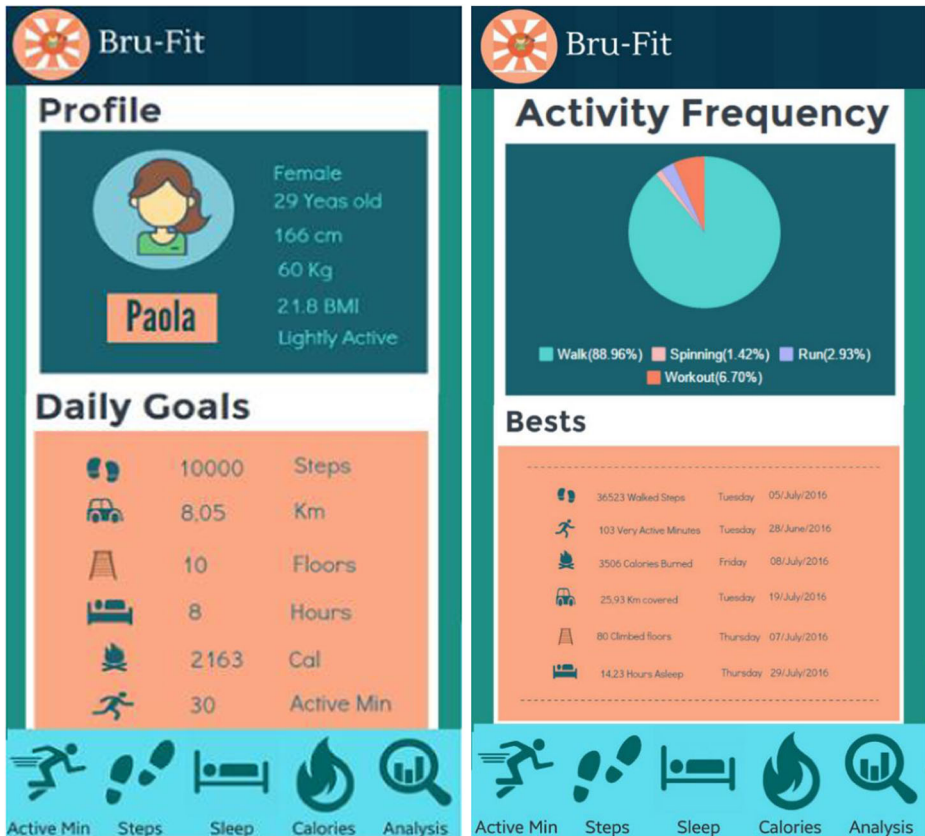 Bru-Fit
Profile
Female
29 Yeas old
166 cm
60 Kg
21.8 BMI
Lightly Active
Paola
Daily Goals
10000 Steps
8,05 Km
10 Floors
8 Hours
2163 Cal
30 Active Min
Active Min Steps Sleep Calories Analysis
Bru-Fit
Activity Frequency
Walk(88.96%) Spinning(1.42%) Run(2.93%)
Workout(6.70%)
Bests
36523 Walked Steps Tuesday 05/July/2016
103 Very Active Minutes Tuesday 28/June/2016
3506 Calories Burned Friday 08/July/2016
25,93 Km covered Tuesday 19/July/2016
80 Climbed floors Thursday 07/July/2016
14,23 Hours Asleep Thursday 29/July/2016
Active Min Steps Sleep Calories Analysis